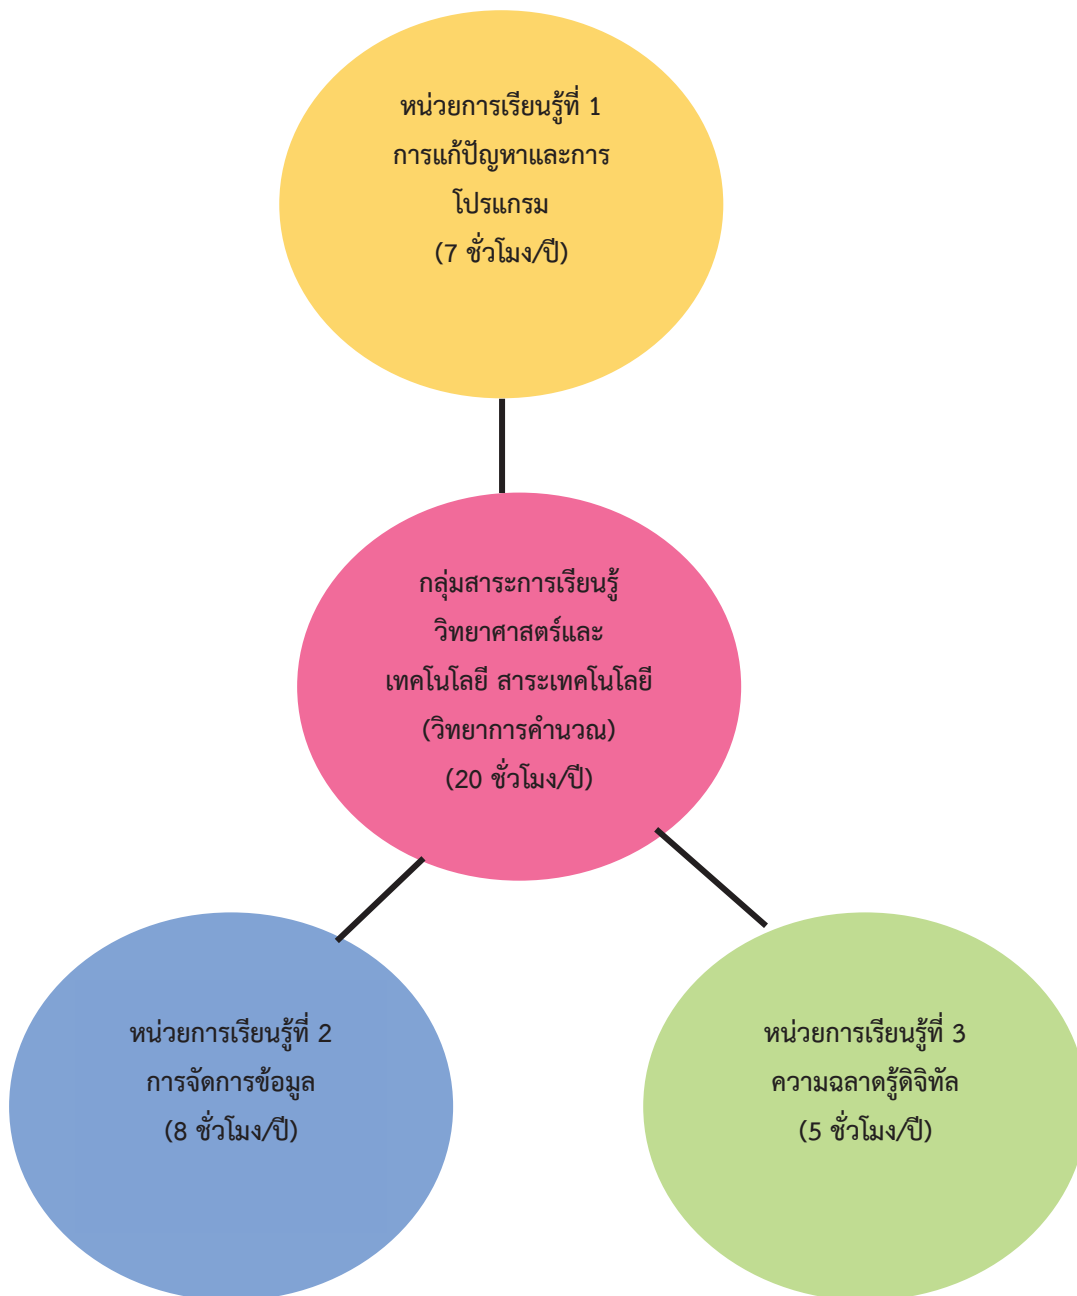 หน่วยการเรียนรู้ที่ 1
การแก้ปัญหาและการ
โปรแกรม
(7 ชั่วโมง/ปี)
กลุ่มสาระการเรียนรู้
วิทยาศาสตร์และ
เทคโนโลยี สาระเทคโนโลยี
(วิทยาการคำนวณ)
(20 ชั่วโมง/ปี)
หน่วยการเรียนรู้ที่ 2
การจัดการข้อมูล
(8 ชั่วโมง/ปี)
หน่วยการเรียนรู้ที่ 3
ความฉลาดรู้ดิจิทัล
(5 ชั่วโมง/ปี)